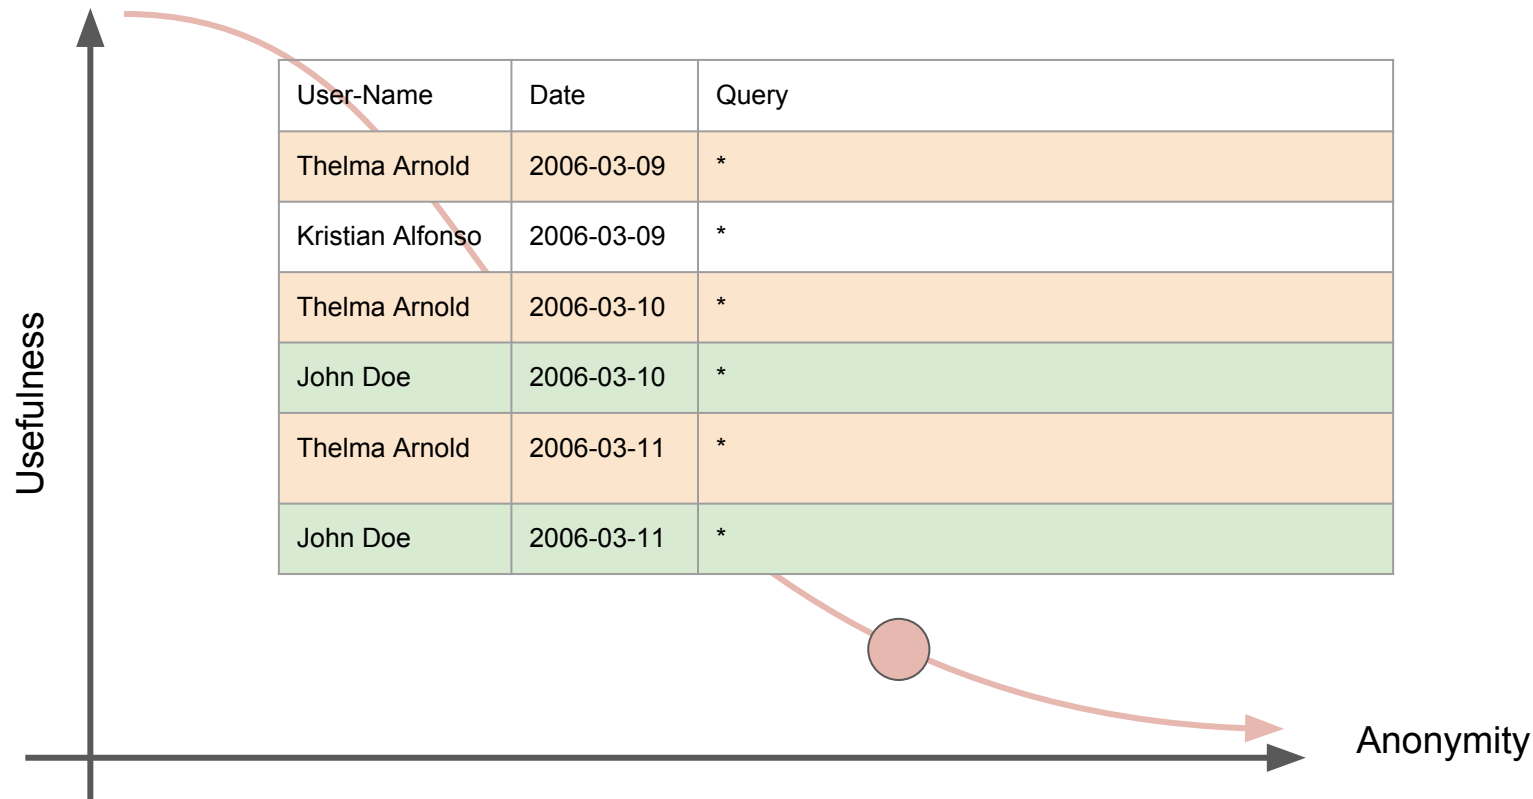 User-Name Date Query
Thelma Arnold 2006-03-09 *
Kristian Alfonso 2006-03-09 *
Thelma Arnold 2006-03-10 *
John Doe 2006-03-10 *
Thelma Arnold 2006-03-11 *
John Doe 2006-03-11 *
Usefulness
Anonymity